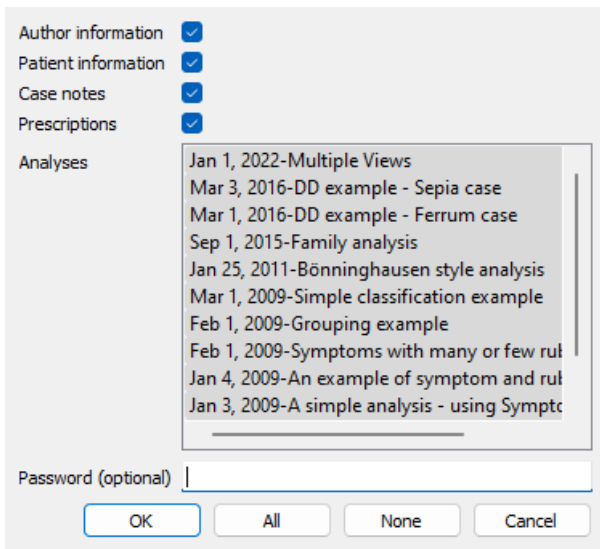 Author information
Patient information
Case notes
Prescriptions
Analyses
Jan 1, 2022-Multiple Views
Mar 3, 2016-DD example - Sepia case
Mar 1, 2016-DD example - Ferrum case
Sep 1, 2015-Family analysis
Jan 25, 2011-Bönninghausen style analysis
Mar 1, 2009-Simple classification example
Feb 1, 2009-Grouping example
Feb 1, 2009-Symptoms with many or few
Jan 4, 2009-An example of symptom and
Jan 3, 2009-A simple analysis - using
Password (optional)
OK All None Cancel